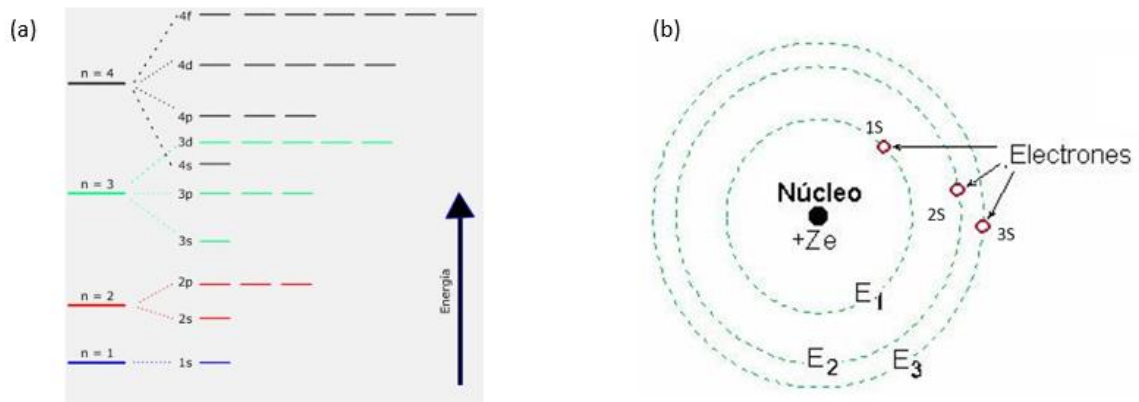 (a)
4f
n = 4
4d
4p
3d
4s
n = 3
3p
3s
2p
n = 2
2s
n = 1
1s
Energía
(b)
1S
Electrones
Núcleo
+Ze
2S
3S
E1
E2
E3